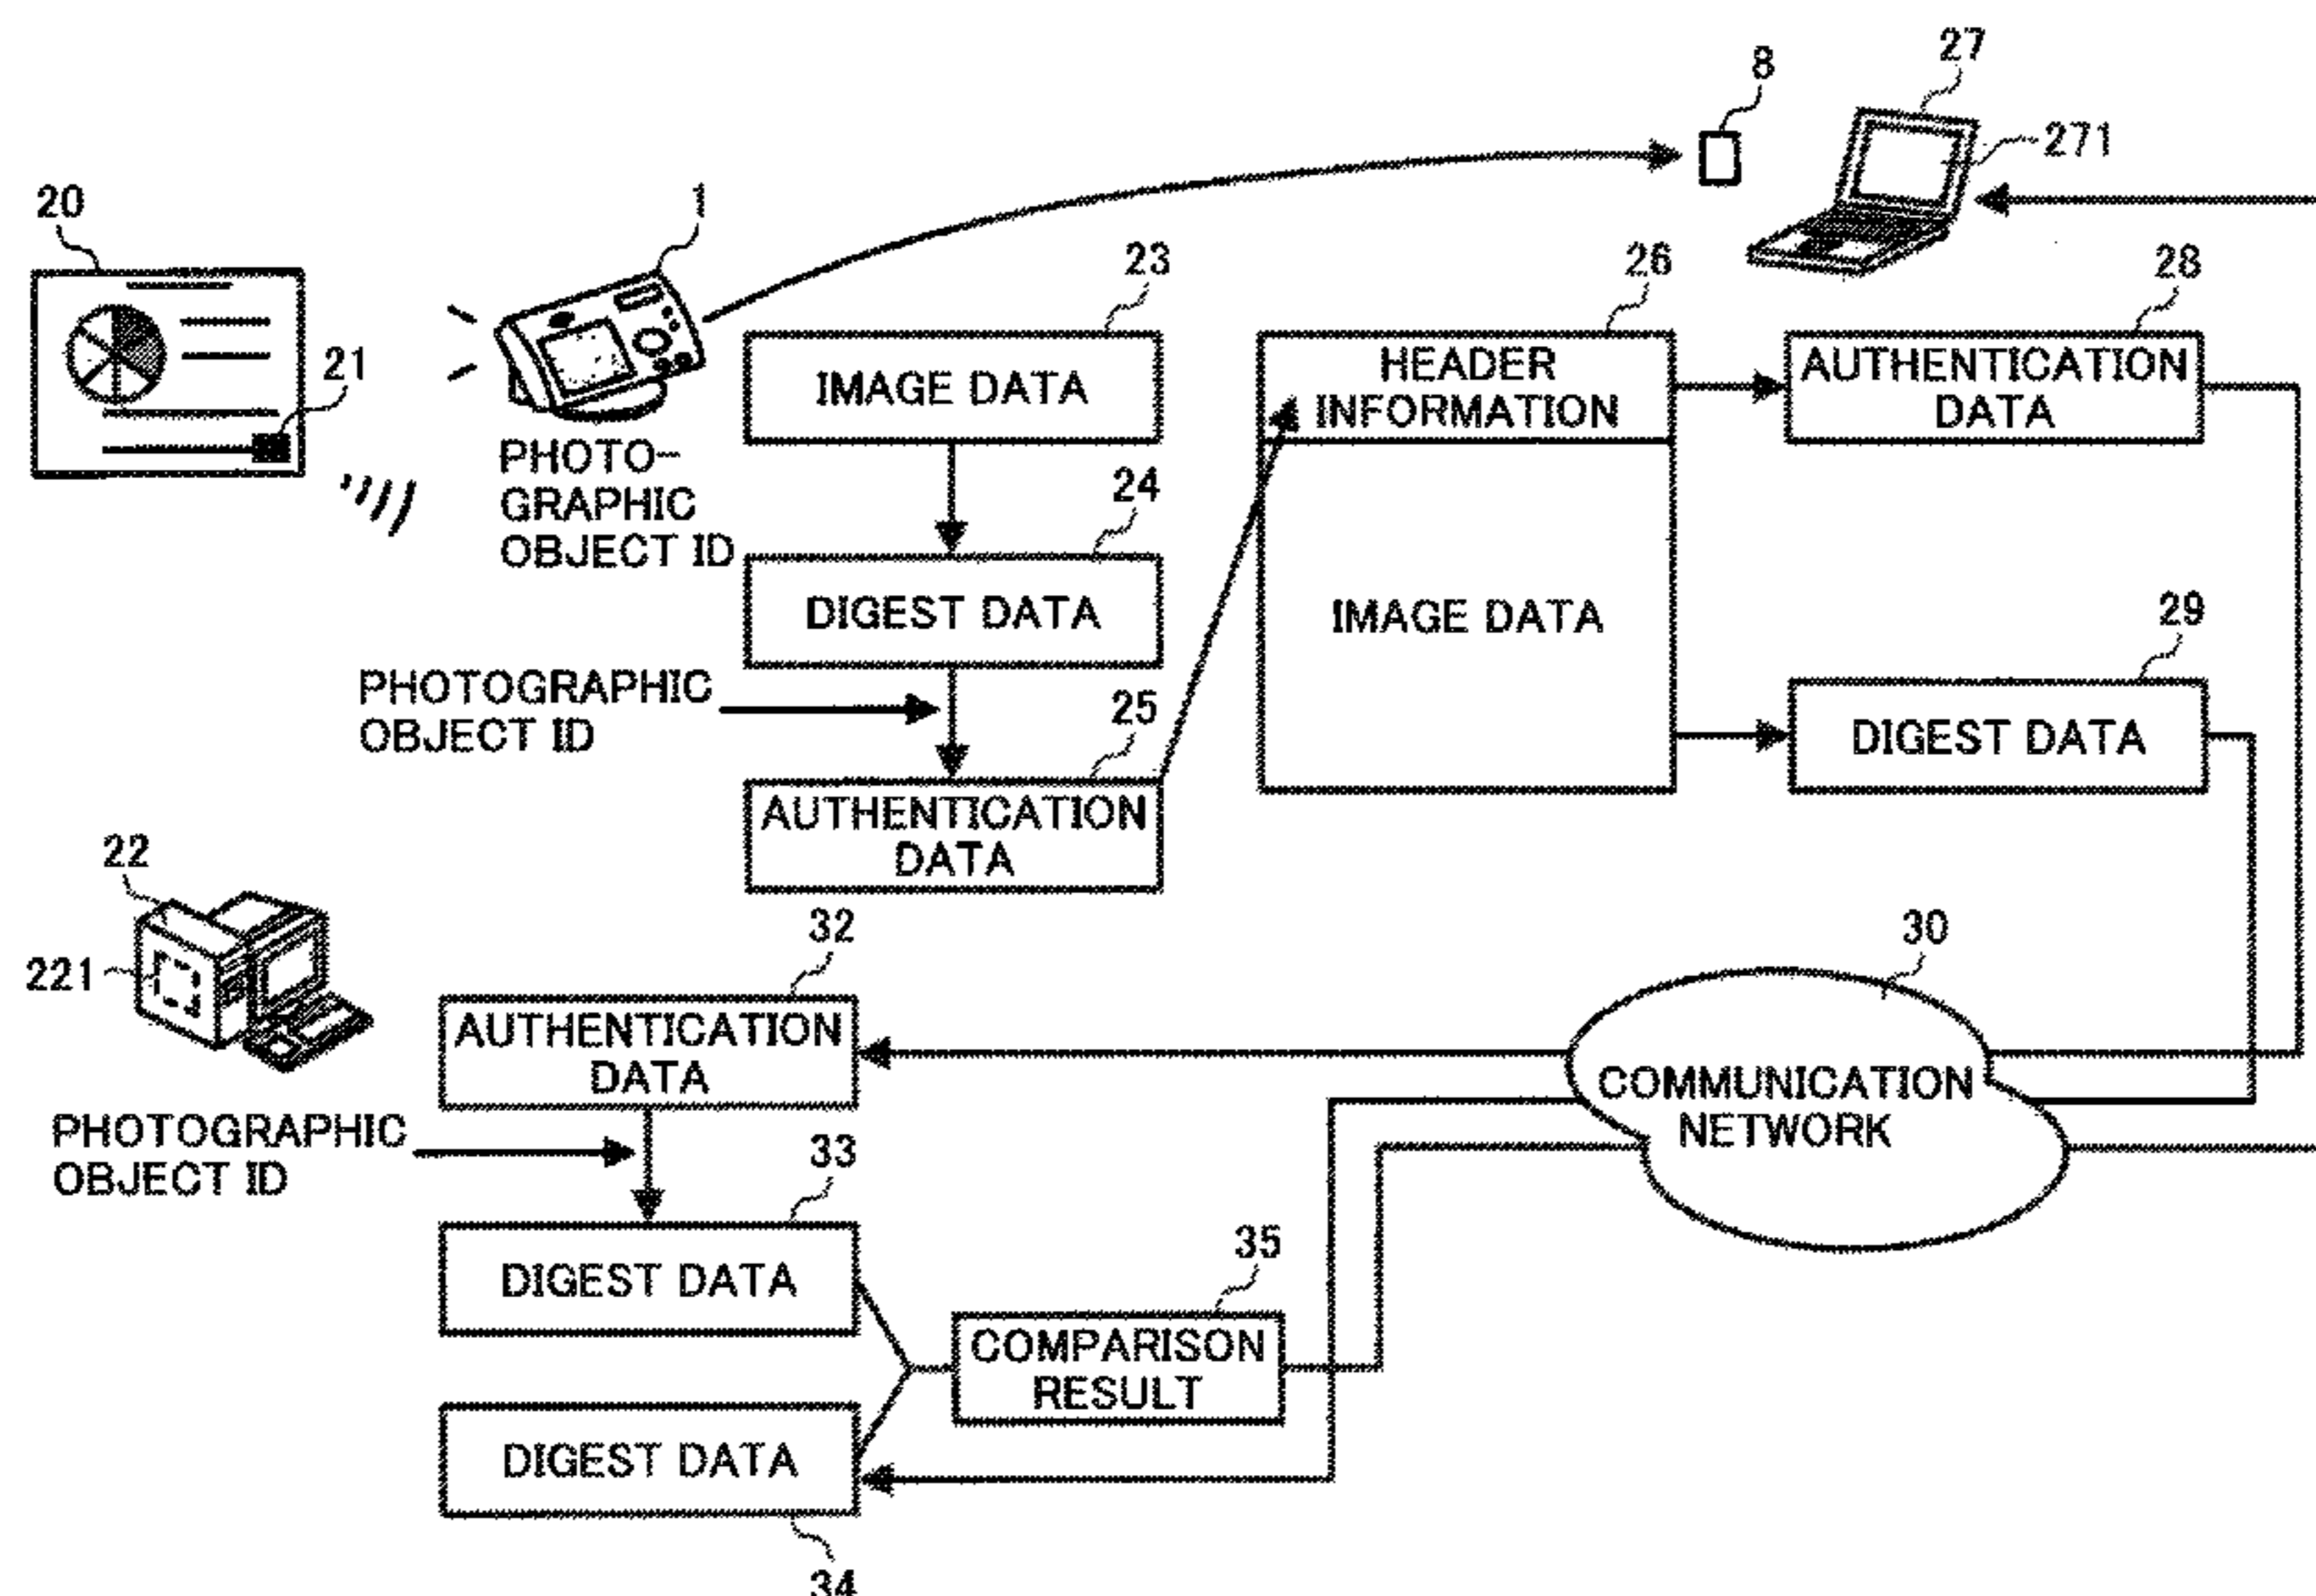 27
8
271
20
1
23
26
28
21
IMAGE DATA
HEADER
INFORMATION
AUTHENTICATION
DATA
PHOTO-
GRAPHIC
OBJECT ID
24
DIGEST DATA
IMAGE DATA
29
PHOTOGRAPHIC
OBJECT ID
25
DIGEST DATA
AUTHENTICATION
DATA
22
221
32
30
AUTHENTICATION
DATA
COMMUNICATION
NETWORK
PHOTOGRAPHIC
OBJECT ID
33
DIGEST DATA
35
COMPARISON
RESULT
DIGEST DATA
34